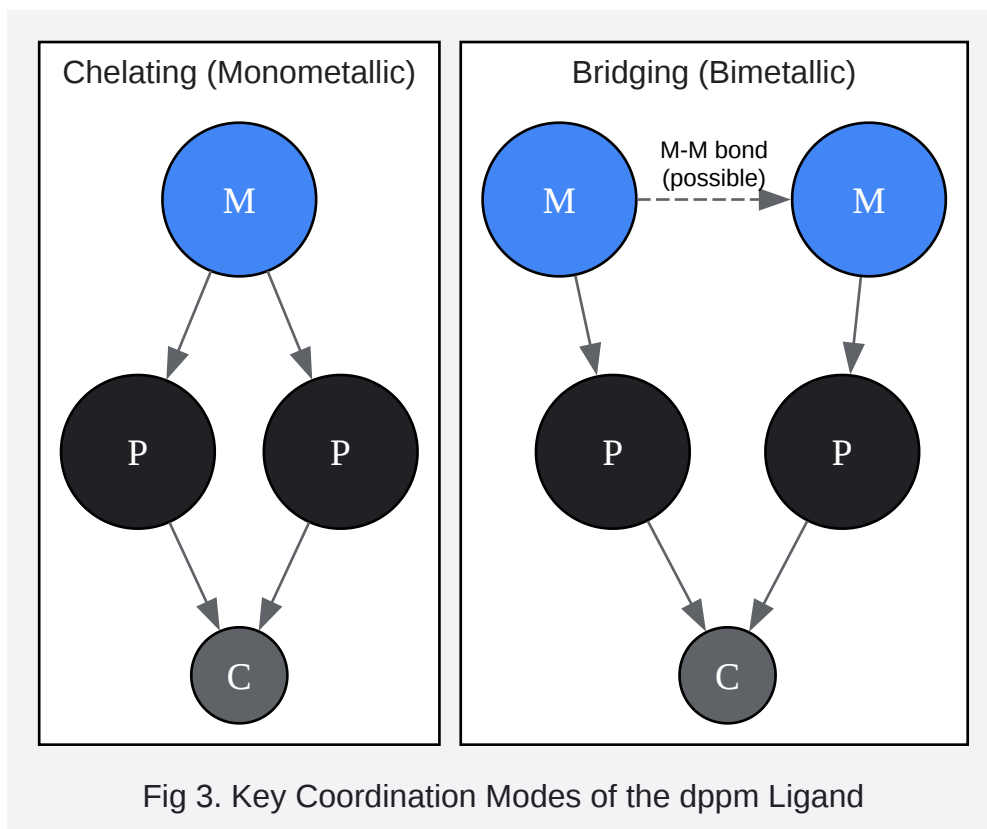 Chelating (Monometallic)
M
P P
C
Bridging (Bimetallic)
M-M bond
(possible)
M M
P P
C
Fig 3. Key Coordination Modes of the dppm Ligand